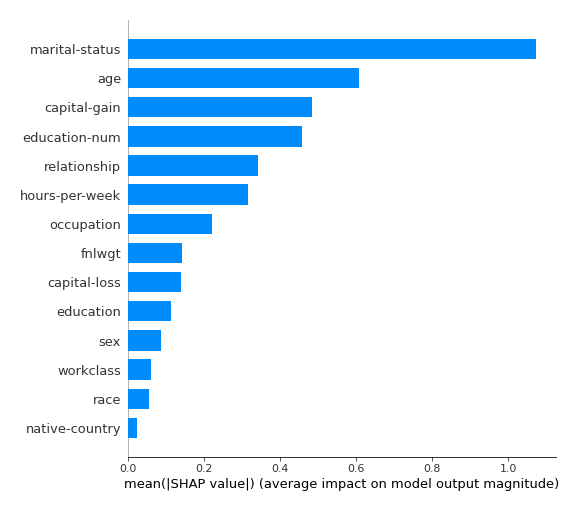 marital-status
age
capital-gain
education-num
relationship
hours-per-week
occupation
fnlwgt
capital-loss
education
sex
workclass
race
native-country
0.0 0.2 0.4 0.6 0.8 1.0
mean(|SHAP value|) (average impact on model output magnitude)